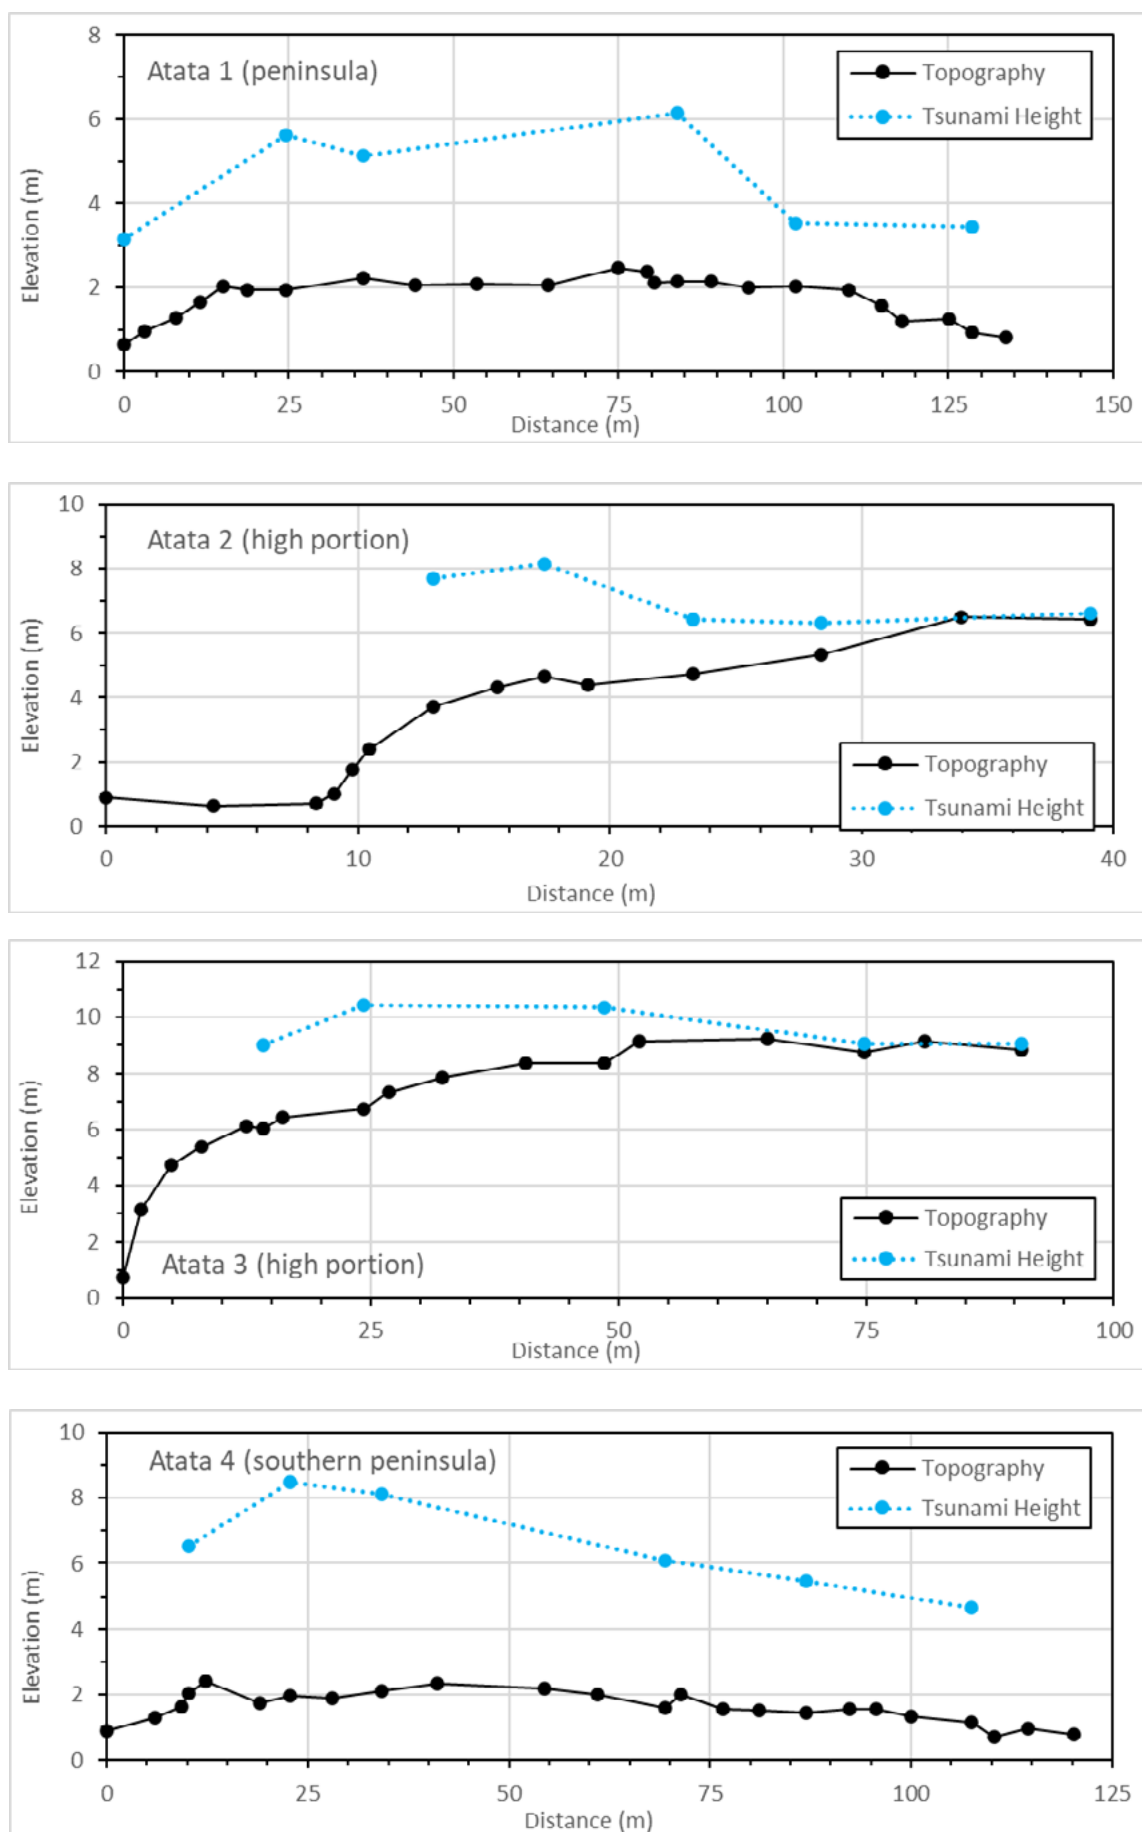 8
Atata 1 (peninsula)
Topography
Tsunami Height
6
4
2
0
Elevation (m)
0 25 50 75 100 125 150
Distance (m)
10
Atata 2 (high portion)
8
6
4
2
0
Elevation (m)
Topography
Tsunami Height
0 10 20 30 40
Distance (m)
12
10
8
6
4
2
0
Elevation (m)
Topography
Tsunami Height
Atata 3 (high portion)
0 25 50 75 100
Distance (m)
10
Atata 4 (southern peninsula)
Topography
Tsunami Height
8
6
4
2
0
Elevation (m)
0 25 50 75 100 125
Distance (m)